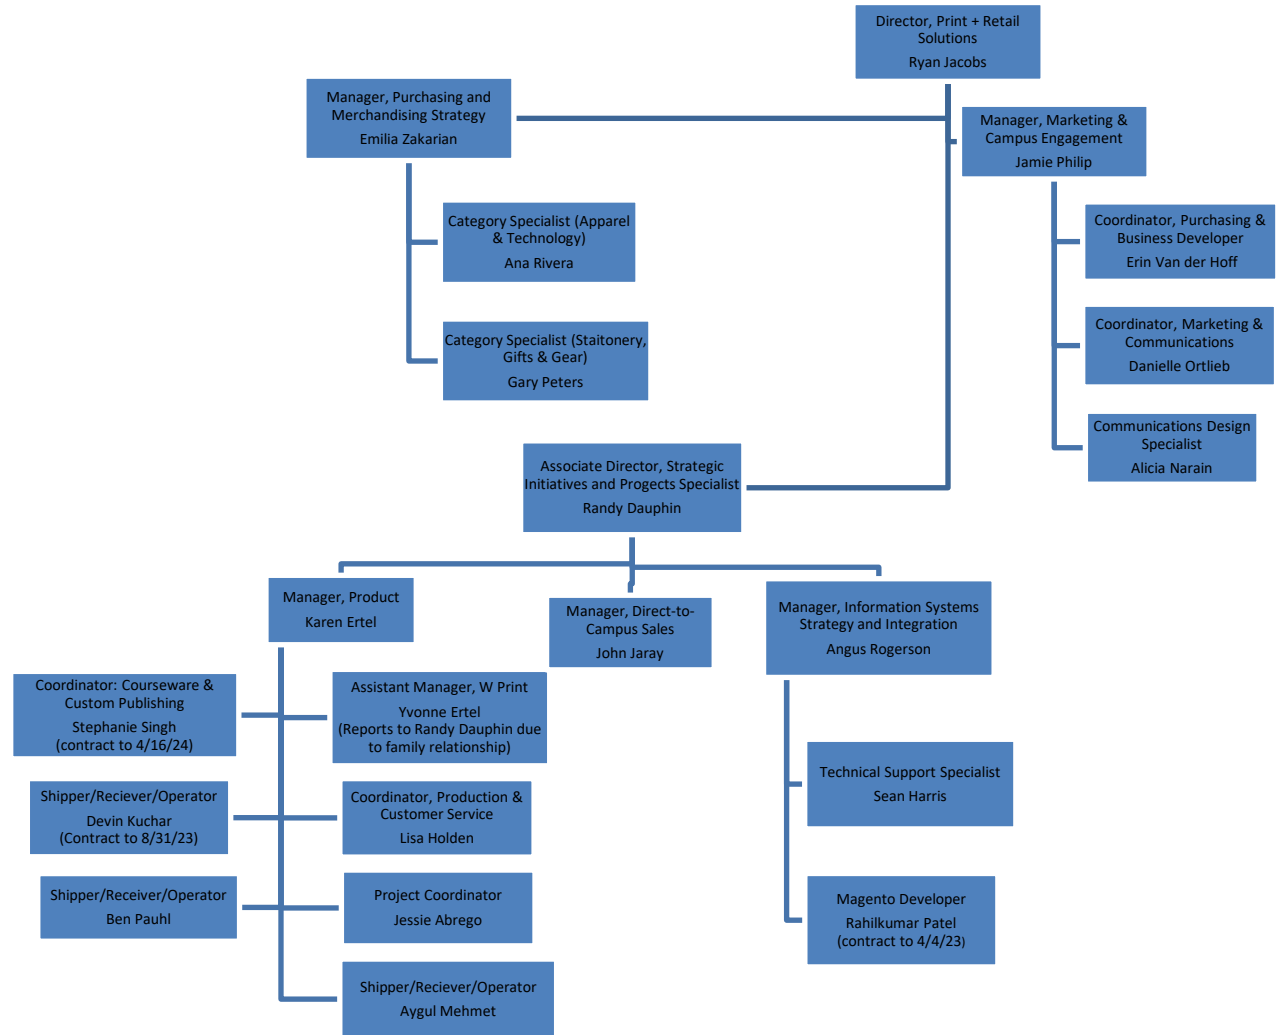 Director, Print + Retail
Solutions
Ryan Jacobs
Manager, Purchasing and
Merchandising Strategy
Emilia Zakarian
Manager, Marketing &
Campus Engagement
Jamie Philip
Category Specialist (Apparel
& Technology)
Ana Rivera
Coordinator, Purchasing &
Business Developer
Erin Van der Hoff
Category Specialist (Staitonery,
Gifts & Gear)
Gary Peters
Coordinator, Marketing &
Communications
Danielle Ortlieb
Communications Design
Specialist
Alicia Narain
Associate Director, Strategic
Initiatives and Progects Specialist
Randy Dauphin
Manager, Product
Karen Ertel
Manager, Direct-to-
Campus Sales
John Jaray
Manager, Information Systems
Strategy and Integration
Angus Rogerson
Coordinator: Courseware &
Custom Publishing
Stephanie Singh
(contract to 4/16/24)
Assistant Manager, W Print
Yvonne Ertel
(Reports to Randy Dauphin due
to family relationship)
Technical Support Specialist
Sean Harris
Shipper/Reciever/Operator
Devin Kuchar
(Contract to 8/31/23)
Coordinator, Production &
Customer Service
Lisa Holden
Shipper/Receiver/Operator
Ben Pauhl
Project Coordinator
Jessie Abrego
Magento Developer
Rahilkumar Patel
(contract to 4/4/23)
Shipper/Reciever/Operator
Aygul Mehmet